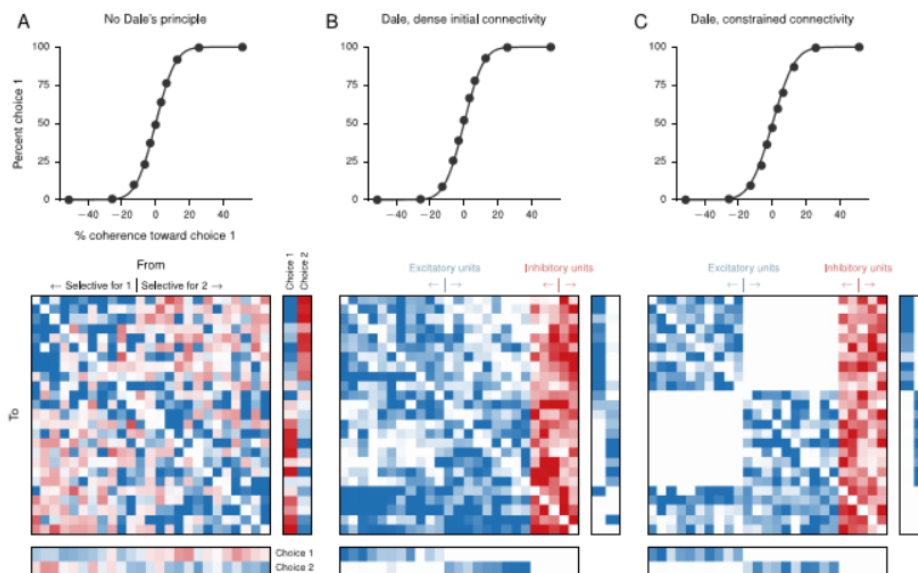 A No Dale's principle
B Dale, dense initial connectivity
C Dale, constrained connectivity
Percent choice 1
100
75
50
25
0
−40 −20 0 20 40
% coherence toward choice 1
100
75
50
25
0
−40 −20 0 20 40
100
75
50
25
0
−40 −20 0 20 40
From
← Selective for 1 | Selective for 2 →
Choice 1
Choice 2
Excitatory units
← | →
Inhibitory units
← | →
Excitatory units
← | →
Inhibitory units
← | →
To
Choice 1
Choice 2